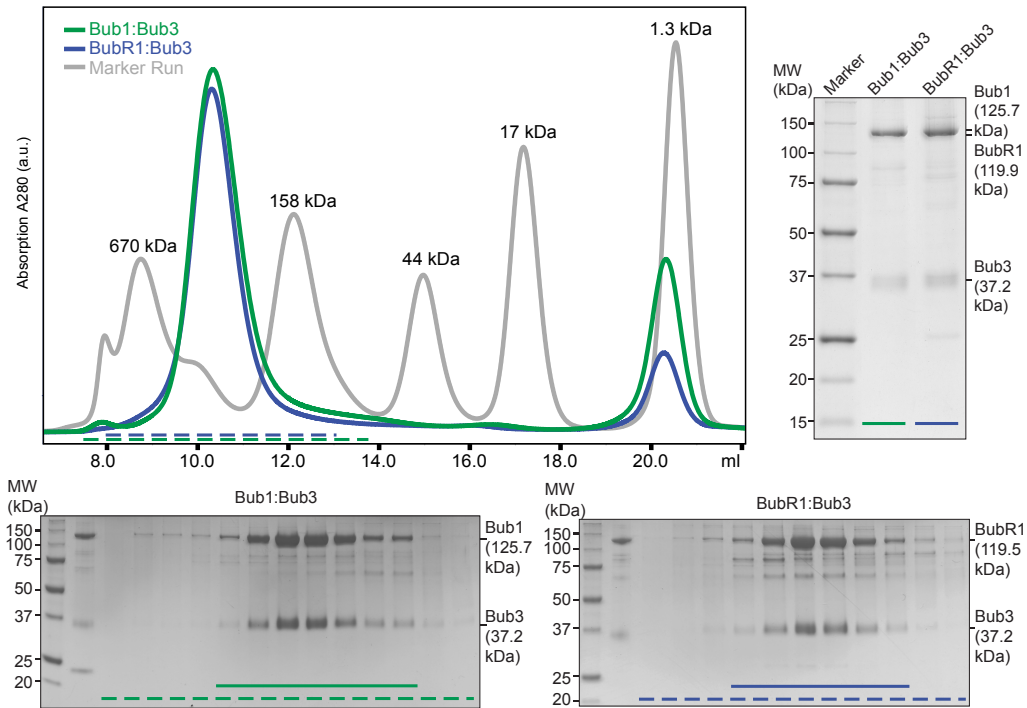 Bub1:Bub3
BubR1:Bub3
Marker Run
Absorption A280 (a.u.)
670 kDa
158 kDa
44 kDa
17 kDa
1.3 kDa
8.0 10.0 12.0 14.0 16.0 18.0 20.0 ml
MW
(kDa)
Marker
Bub1:Bub3
BubR1:Bub3
150
100
75
50
37
25
20
15
Bub1
(125.7
kDa)
BubR1
(119.9
kDa)
Bub3
(37.2
kDa)
MW
(kDa)
Bub1:Bub3
150
100
75
50
37
25
20
Bub1
(125.7
kDa)
Bub3
(37.2
kDa)
MW
(kDa)
BubR1:Bub3
150
100
75
50
37
25
20
BubR1
(119.5
kDa)
Bub3
(37.2
kDa)